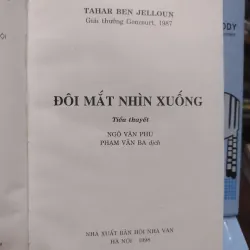 TAHAR BEN JELLOUN
Giải thưởng Goncourt, 1987
ĐÔI MẮT NHÌN XUỐNG
Tiểu thuyết
NGÔ VĂN PHÚ
PHẠM VĂN BA dịch
NHÀ XUẤT BẢN HỘI NHÀ VĂN
HÀ NỘI - 1998